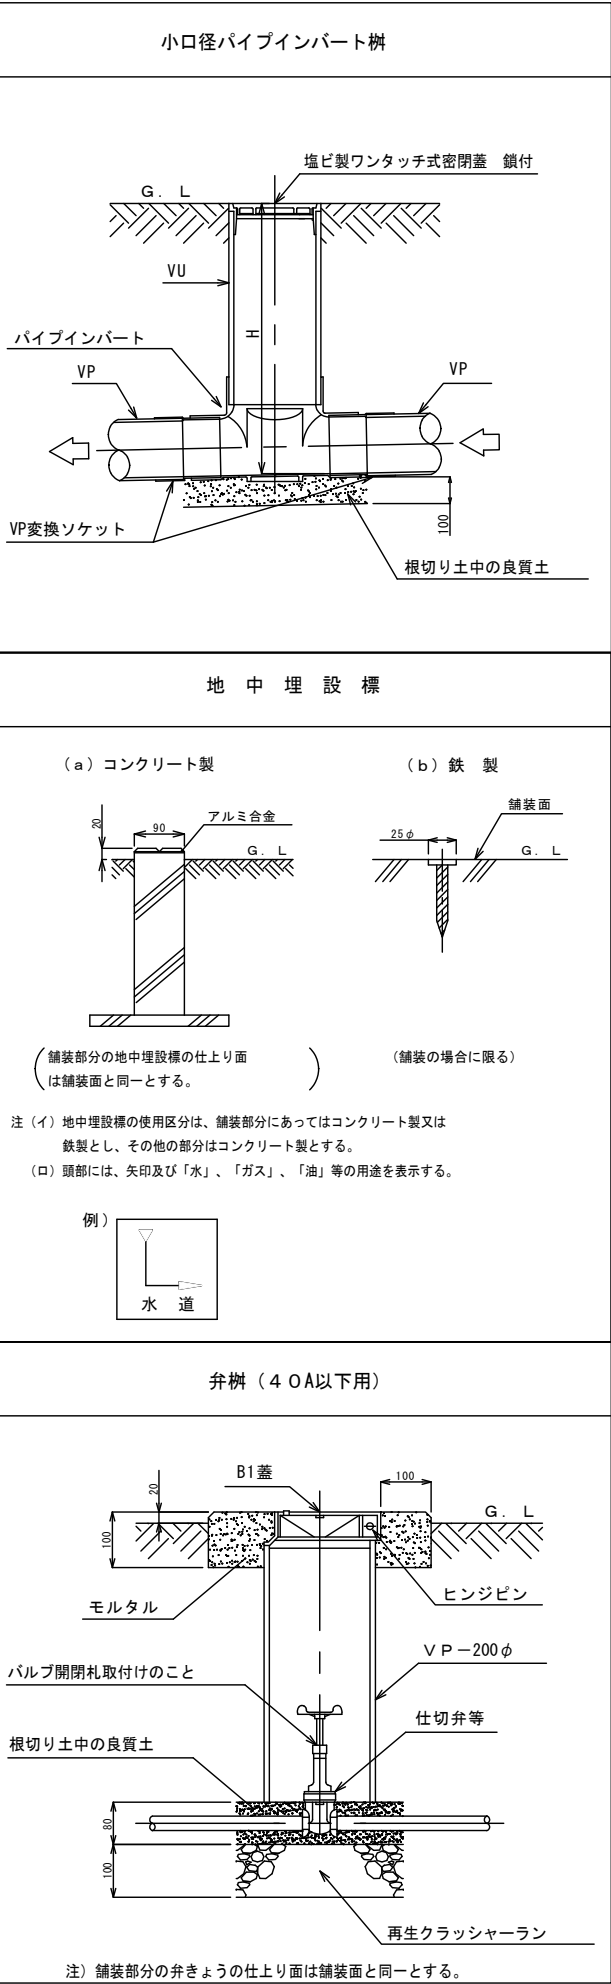 小口径パイプインバート桝
塩ビ製ワンタッチ式密閉蓋　鎖付
G．L
VU
H
パイプインバート
VP
VP
VP変換ソケット
100
根切り土中の良質土
地　中　埋　設　標
（a）コンクリート製
（b）鉄　製
20
90
アルミ合金
G．L
舗装面
25φ
G．L
舗装部分の地中埋設標の仕上り面
は舗装面と同一とする。
（舗装の場合に限る）
注（イ）地中埋設標の使用区分は、舗装部分にあってはコンクリート製又は
鉄製とし、その他の部分はコンクリート製とする。
（ロ）頭部には、矢印及び「水」、「ガス」、「油」等の用途を表示する。
例）
水　道
弁桝（４０A以下用）
B1蓋
20
100
G．L
100
モルタル
ヒンジピン
ＶＰ－200φ
バルブ開閉札取付けのこと
仕切弁等
根切り土中の良質土
80
100
再生クラッシャーラン
注）舗装部分の弁きょうの仕上り面は舗装面と同一とする。